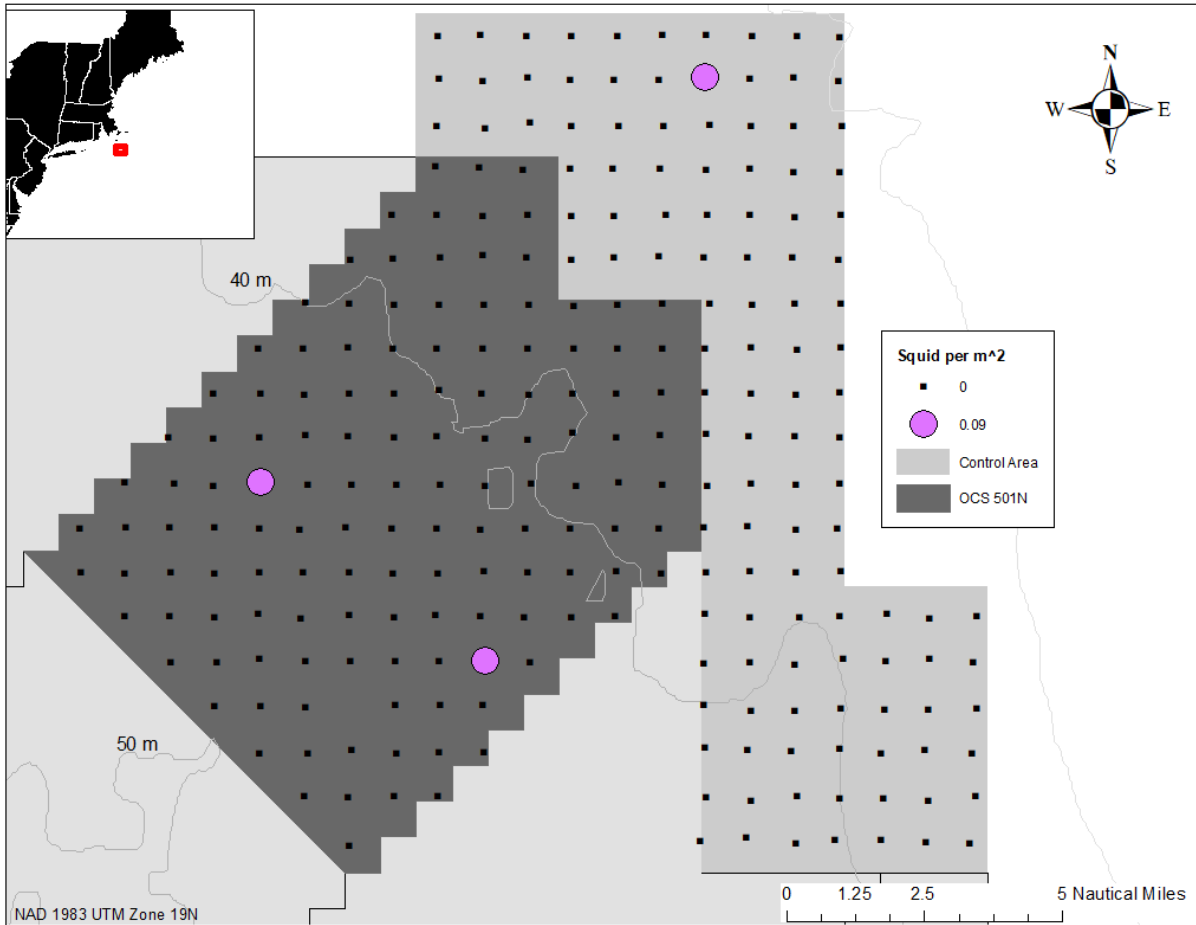 N
W
E
S
40 m
Squid per m^2
0
0.09
Control Area
OCS 501N
50 m
0
1.25
2.5
5 Nautical Miles
NAD 1983 UTM Zone 19N